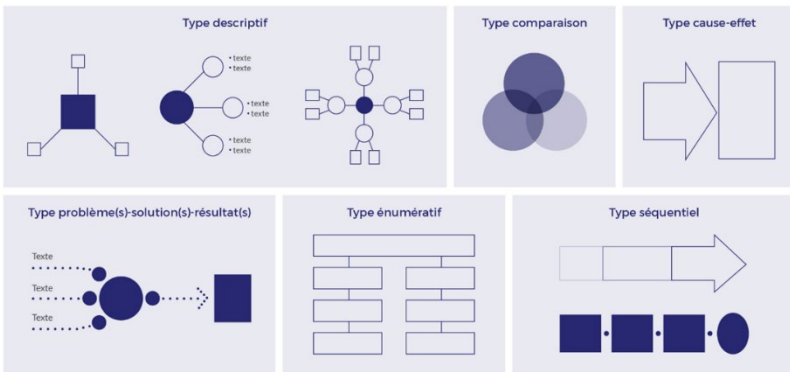 Type descriptif
• texte
• texte
• texte
• texte
• texte
• texte
Type comparaison
Type cause-effet
Type problème(s)-solution(s)-résultat(s)
Texte
Texte
Texte
Type énumératif
Type séquentiel